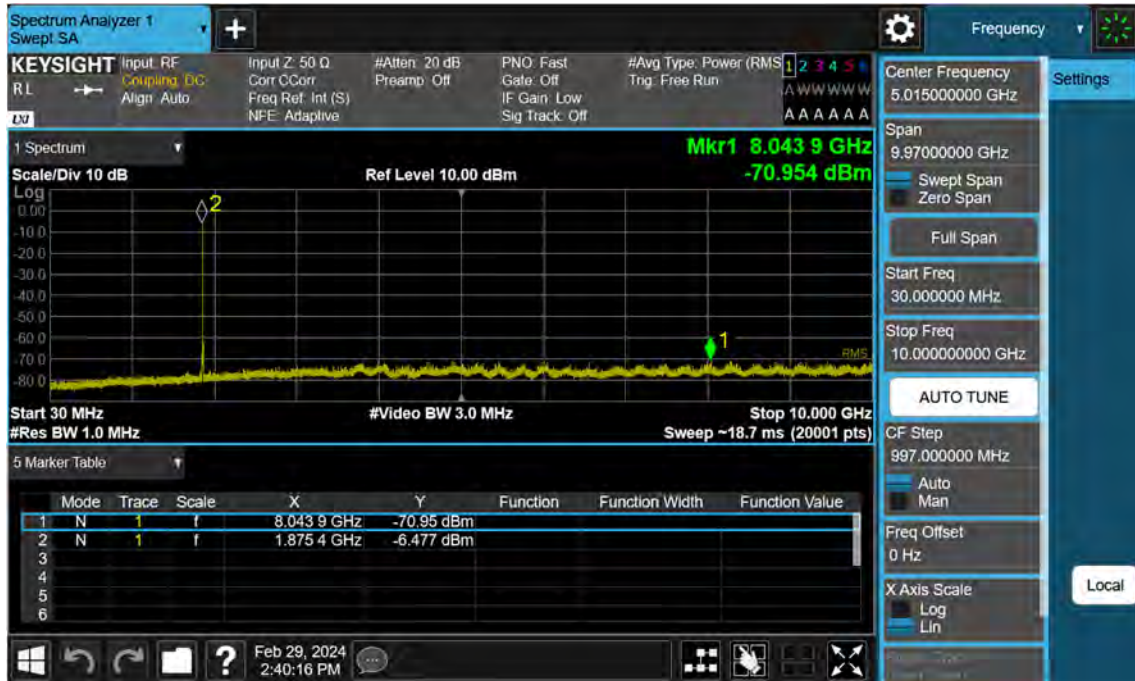 Spectrum Analyzer 1
Swept SA
Frequency
KEYSIGHT
RL
LXI
Input: RF
Coupling: DC
Align: Auto
Input Z: 50 Ω
Corr CCorr
Freq Ref: Int (S)
NFE: Adaptive
#Atten: 20 dB
Preamp: Off
PNO: Fast
Gate: Off
IF Gain: Low
Sig Track: Off
#Avg Type: Power (RMS
Trig: Free Run
1 2 3 4 5 6
A W W W W W
A A A A A A
1 Spectrum
Mkr1 8.043 9 GHz
Scale/Div 10 dB
Ref Level 10.00 dBm
-70.954 dBm
Log
0.00
-10.0
-20.0
-30.0
-40.0
-50.0
-60.0
-70.0
-80.0
2
1
RMS
Start 30 MHz
#Video BW 3.0 MHz
Stop 10.000 GHz
#Res BW 1.0 MHz
Sweep ~18.7 ms (20001 pts)
5 Marker Table
Mode Trace Scale X Y Function Function Width Function Value
1 N 1 f 8.043 9 GHz -70.95 dBm
2 N 1 f 1.875 4 GHz -6.477 dBm
3
4
5
6
Feb 29, 2024
2:40:16 PM
?
Center Frequency
5.015000000 GHz
Span
9.97000000 GHz
Swept Span
Zero Span
Full Span
Start Freq
30.000000 MHz
Stop Freq
10.000000000 GHz
AUTO TUNE
CF Step
997.000000 MHz
Auto
Man
Freq Offset
0 Hz
X Axis Scale
Log
Lin
Settings
Local